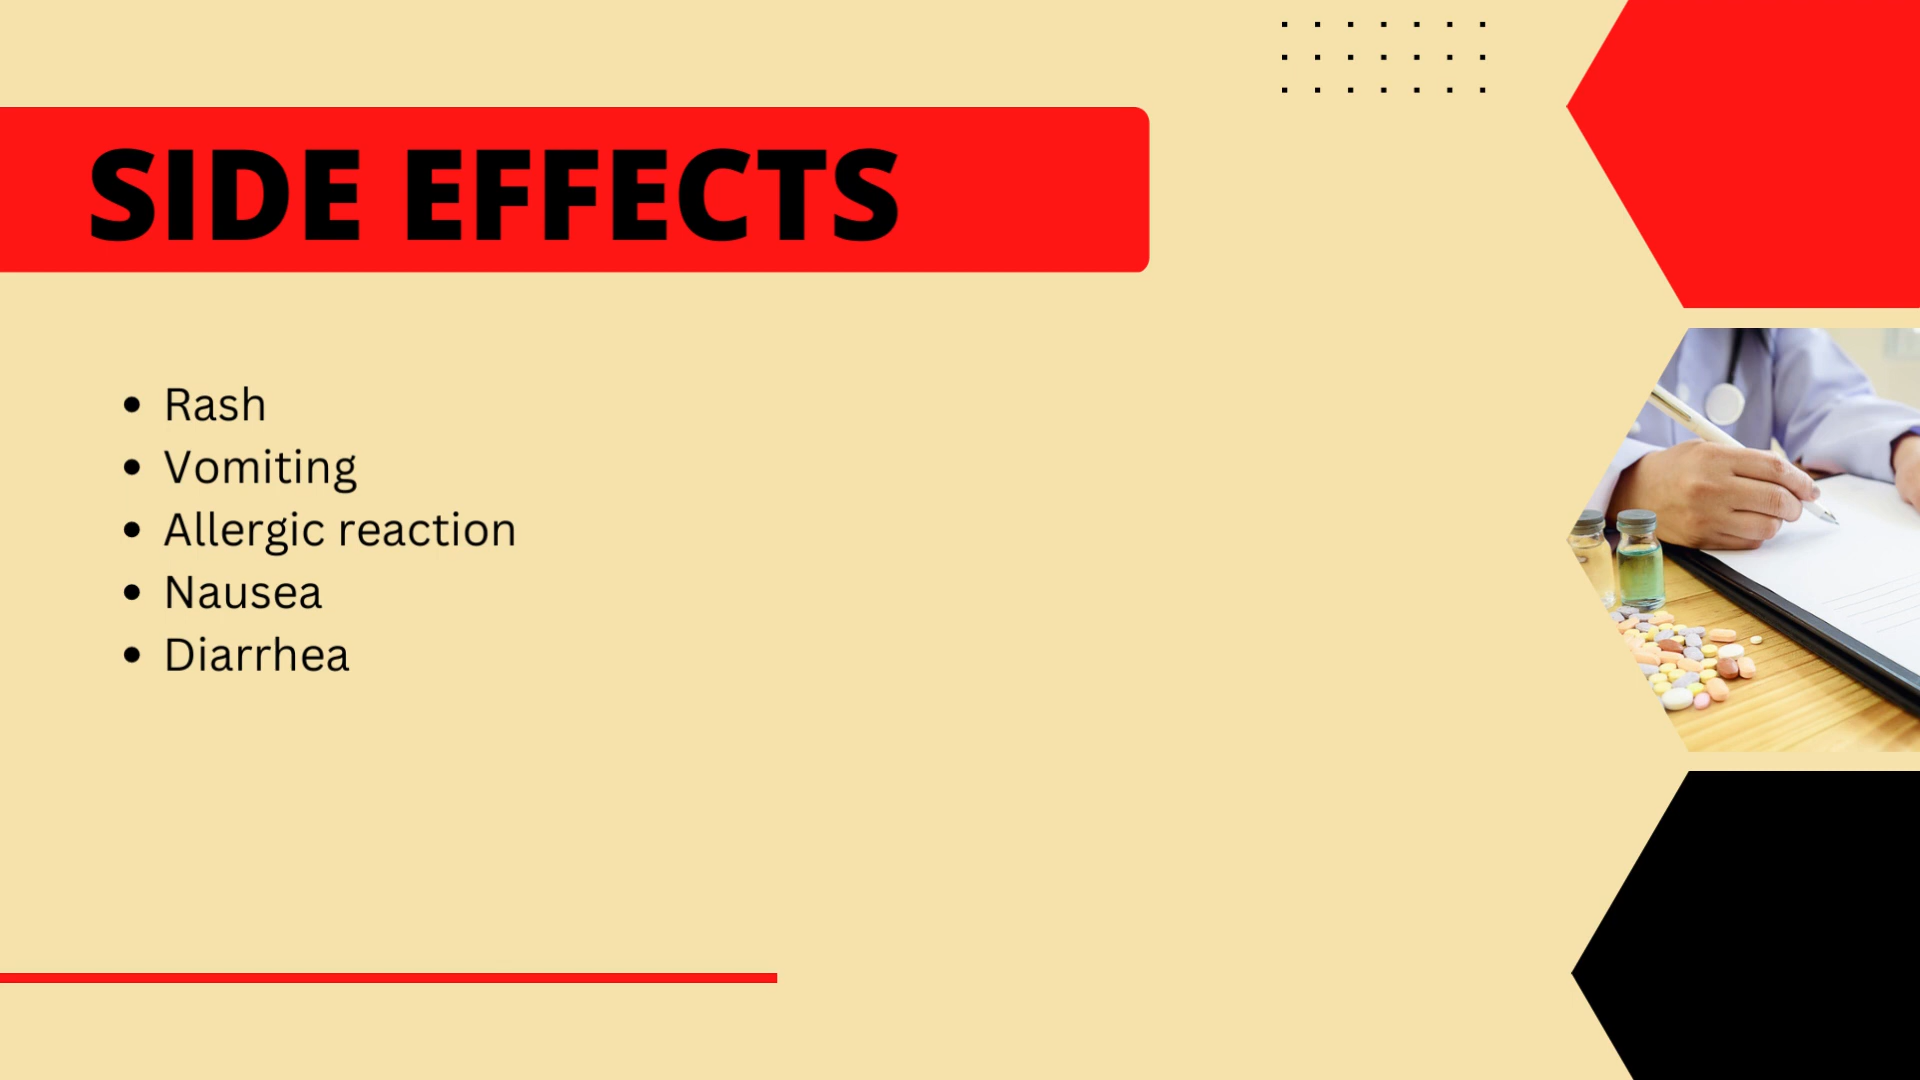 SIDE EFFECTS
• Rash
• Vomiting
• Allergic reaction
• Nausea
• Diarrhea